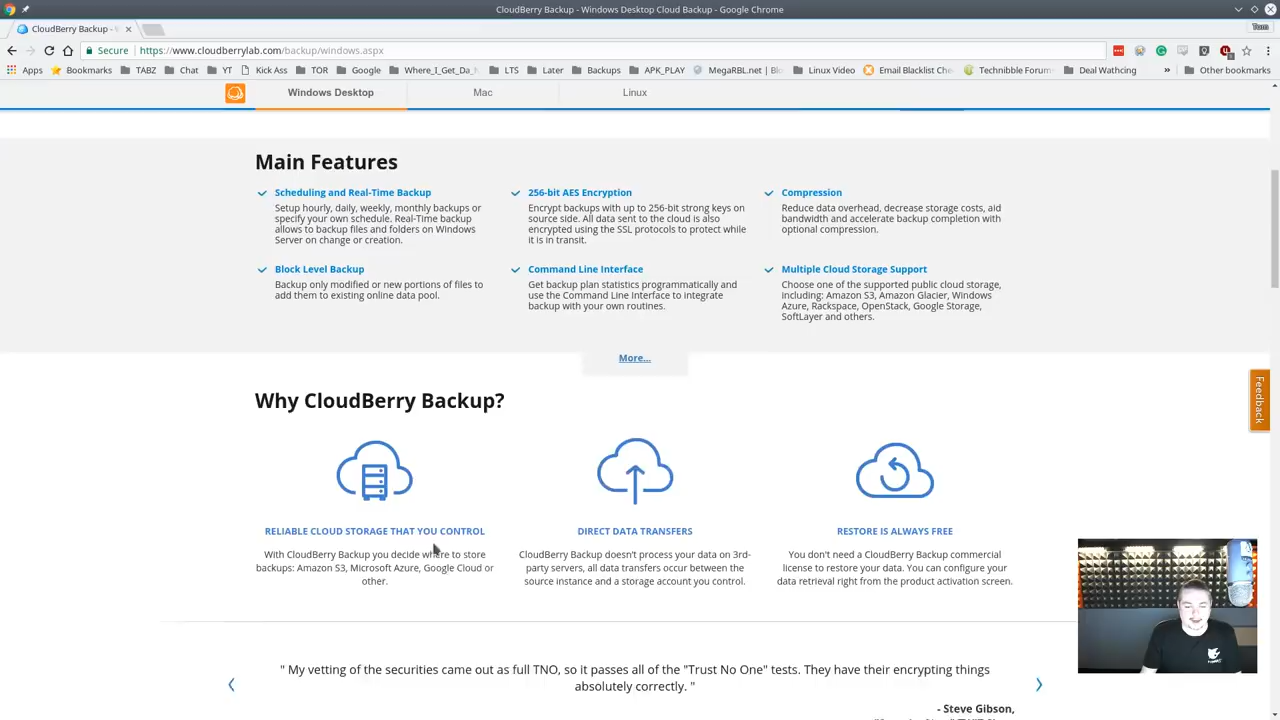 CloudBerry Backup - Windows Desktop Cloud Backup - Google Chrome
CloudBerry Backup - W
Tom
Secure https://www.cloudberrylab.com/backup/windows.aspx
Apps Bookmarks TABZ Chat YT Kick Ass TOR Google Where_I_Get_Da_ LTS Later Backups APK_PLAY MegaRBL.net | Blo Linux Video Email Blacklist Che Technibble Forum Deal Wathcing » Other bookmarks
Windows Desktop Mac Linux
Main Features
Scheduling and Real-Time Backup
Setup hourly, daily, weekly, monthly backups or
specify your own schedule. Real-Time backup
allows to backup files and folders on Windows
Server on change or creation.
256-bit AES Encryption
Encrypt backups with up to 256-bit strong keys on
source side. All data sent to the cloud is also
encrypted using the SSL protocols to protect while
it is in transit.
Compression
Reduce data overhead, decrease storage costs, aid
bandwidth and accelerate backup completion with
optional compression.
Block Level Backup
Backup only modified or new portions of files to
add them to existing online data pool.
Command Line Interface
Get backup plan statistics programmatically and
use the Command Line Interface to integrate
backup with your own routines.
Multiple Cloud Storage Support
Choose one of the supported public cloud storage,
including: Amazon S3, Amazon Glacier, Windows
Azure, Rackspace, OpenStack, Google Storage,
SoftLayer and others.
More...
Feedback
Why CloudBerry Backup?
RELIABLE CLOUD STORAGE THAT YOU CONTROL
With CloudBerry Backup you decide where to store
backups: Amazon S3, Microsoft Azure, Google Cloud or
other.
DIRECT DATA TRANSFERS
CloudBerry Backup doesn't process your data on 3rd-
party servers, all data transfers occur between the
source instance and a storage account you control.
RESTORE IS ALWAYS FREE
You don't need a CloudBerry Backup commercial
license to restore your data. You can configure your
data retrieval right from the product activation screen.
" My vetting of the securities came out as full TNO, so it passes all of the "Trust No One" tests. They have their encrypting things
absolutely correctly. "
- Steve Gibson,